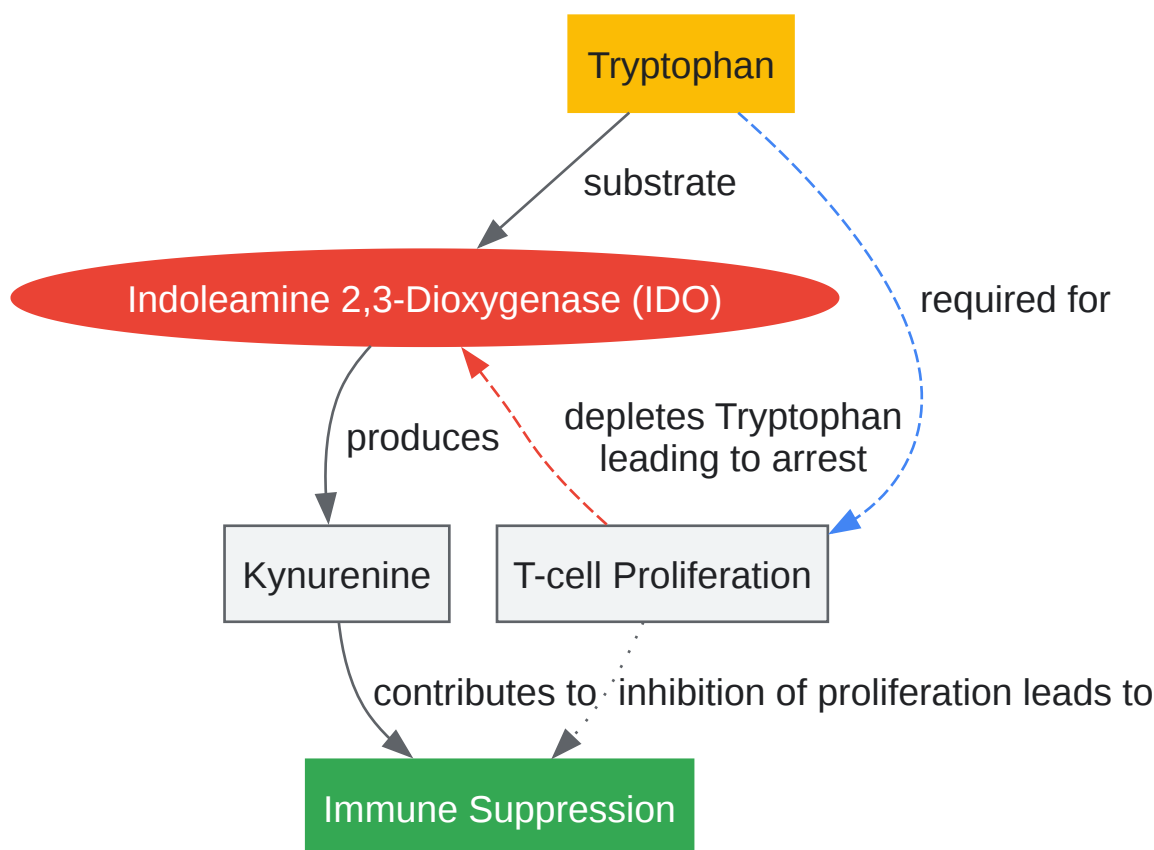 Tryptophan
substrate
Indoleamine 2,3-Dioxygenase (IDO)
required for
depletes Tryptophan
leading to arrest
produces
Kynurenine
T-cell Proliferation
contributes to
inhibition of proliferation leads to
Immune Suppression